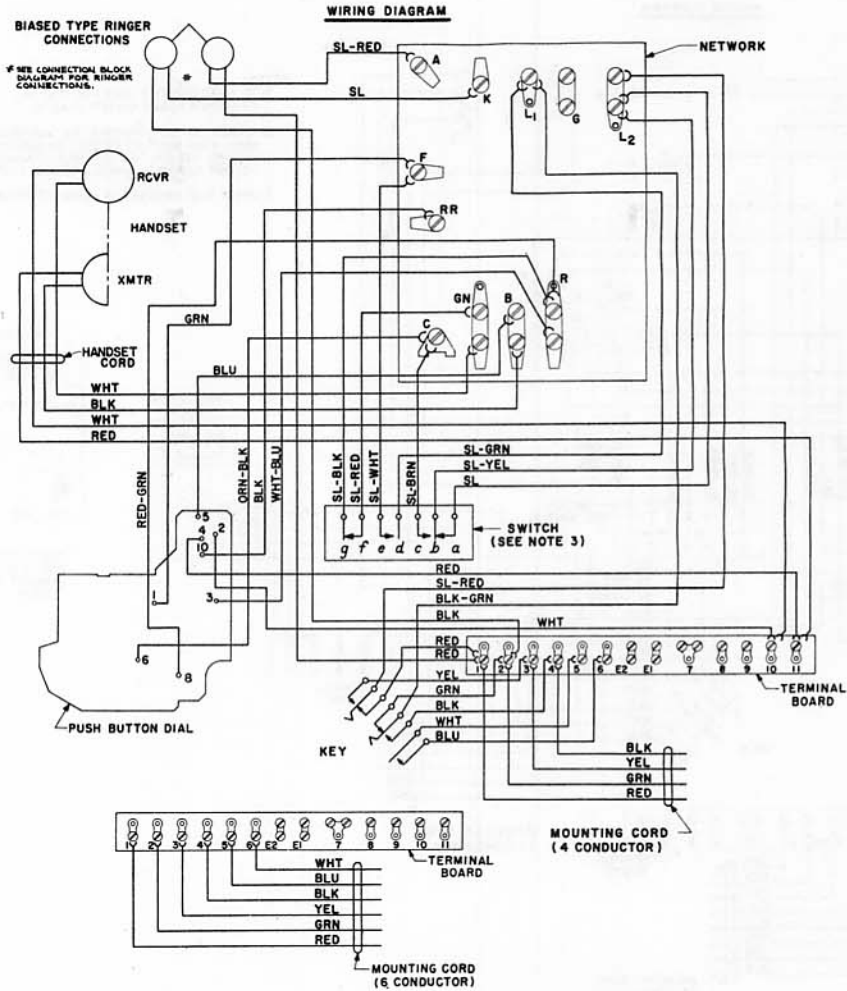 WIRING DIAGRAM
BIASED TYPE RINGER
CONNECTIONS
* SEE CONNECTION BLOCK
DIAGRAM FOR RINGER
CONNECTIONS.
*
SL-RED
SL
A
K
L1
G
L2
NETWORK
RCVR
HANDSET
XMTR
F
RR
R
GN
B
C
GRN
HANDSET
CORD
BLU
WHT
BLK
WHT
RED
RED-GRN
ORN-BLK
BLK
WHT-BLU
SL-BLK
SL-RED
SL-WHT
SL-BRN
SL-GRN
SL-YEL
SL
g f e d c b a
SWITCH
(SEE NOTE 3)
5
4
2
10
1
3
6
8
PUSH BUTTON DIAL
RED
SL-RED
BLK-GRN
BLK
WHT
RED
RED
YEL
GRN
BLK
WHT
BLU
KEY
1 2 3 4 5 6 E2 E1 7 8 9 10 11
TERMINAL
BOARD
BLK
YEL
GRN
RED
MOUNTING CORD
(4 CONDUCTOR)
1 2 3 4 5 6 E2 E1 7 8 9 10 11
TERMINAL
BOARD
WHT
BLU
BLK
YEL
GRN
RED
MOUNTING CORD
(6 CONDUCTOR)